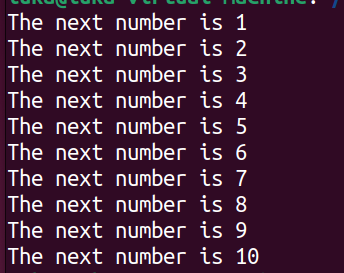 The next number is 1
The next number is 2
The next number is 3
The next number is 4
The next number is 5
The next number is 6
The next number is 7
The next number is 8
The next number is 9
The next number is 10